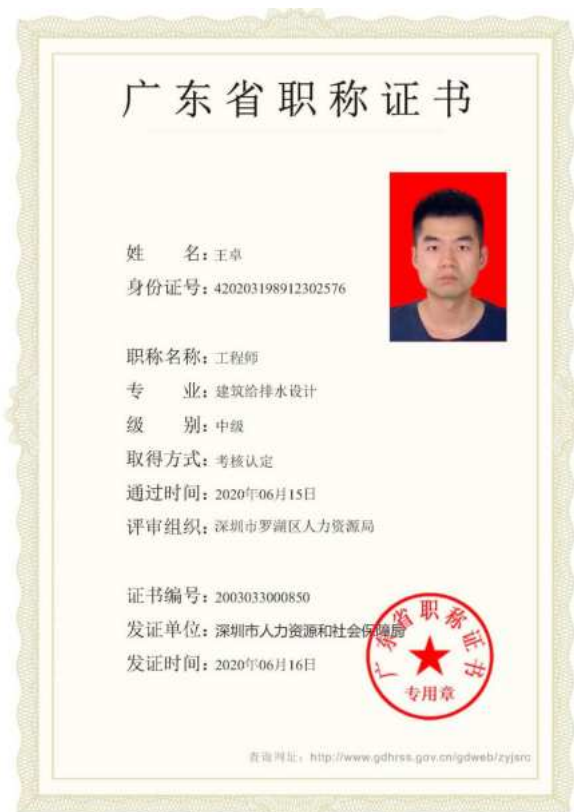 广东省职称证书
姓 名：王卓
身份证号：420203198912302576
职称名称：工程师
专 业：建筑给排水设计
级 别：中级
取得方式：考核认定
通过时间：2020年06月15日
评审组织：深圳市罗湖区人力资源局
证书编号：2003033000850
发证单位：深圳市人力资源和社会保障局
发证时间：2020年06月16日
广东省职称证书
专用章
查询网址：http://www.gdhrss.gov.cn/gdweb/zyjsrc